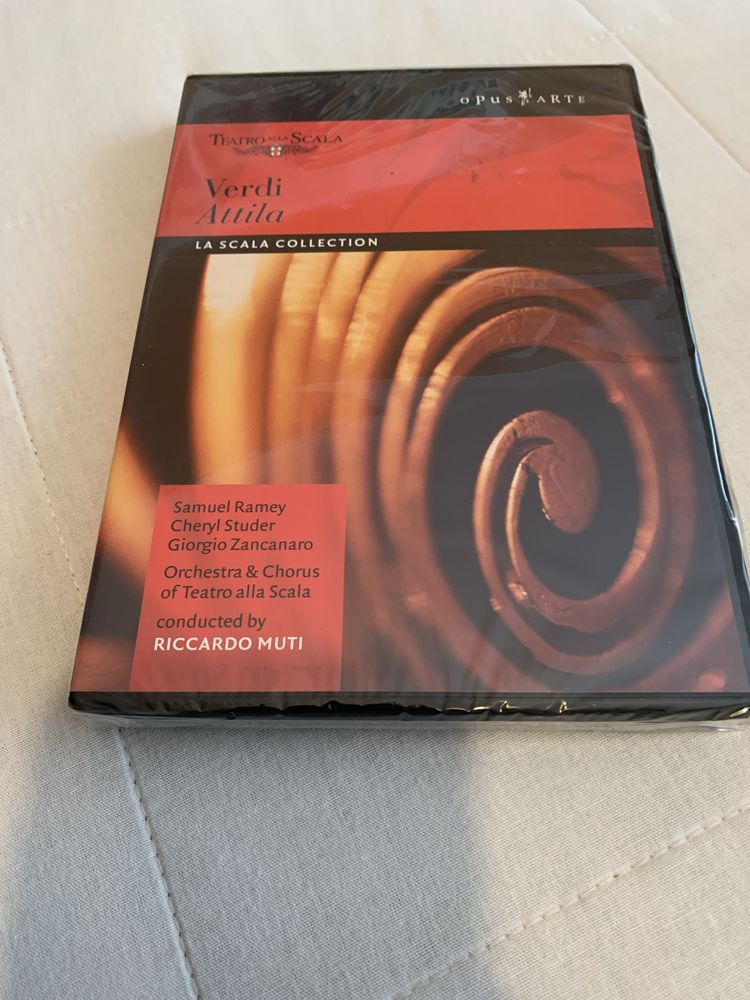 OPUS ARTE
TEATRO ALLA SCALA
Verdi
Attila
LA SCALA COLLECTION
Samuel Ramey
Cheryl Studer
Giorgio Zancanaro
Orchestra & Chorus
of Teatro alla Scala
conducted by
RICCARDO MUTI